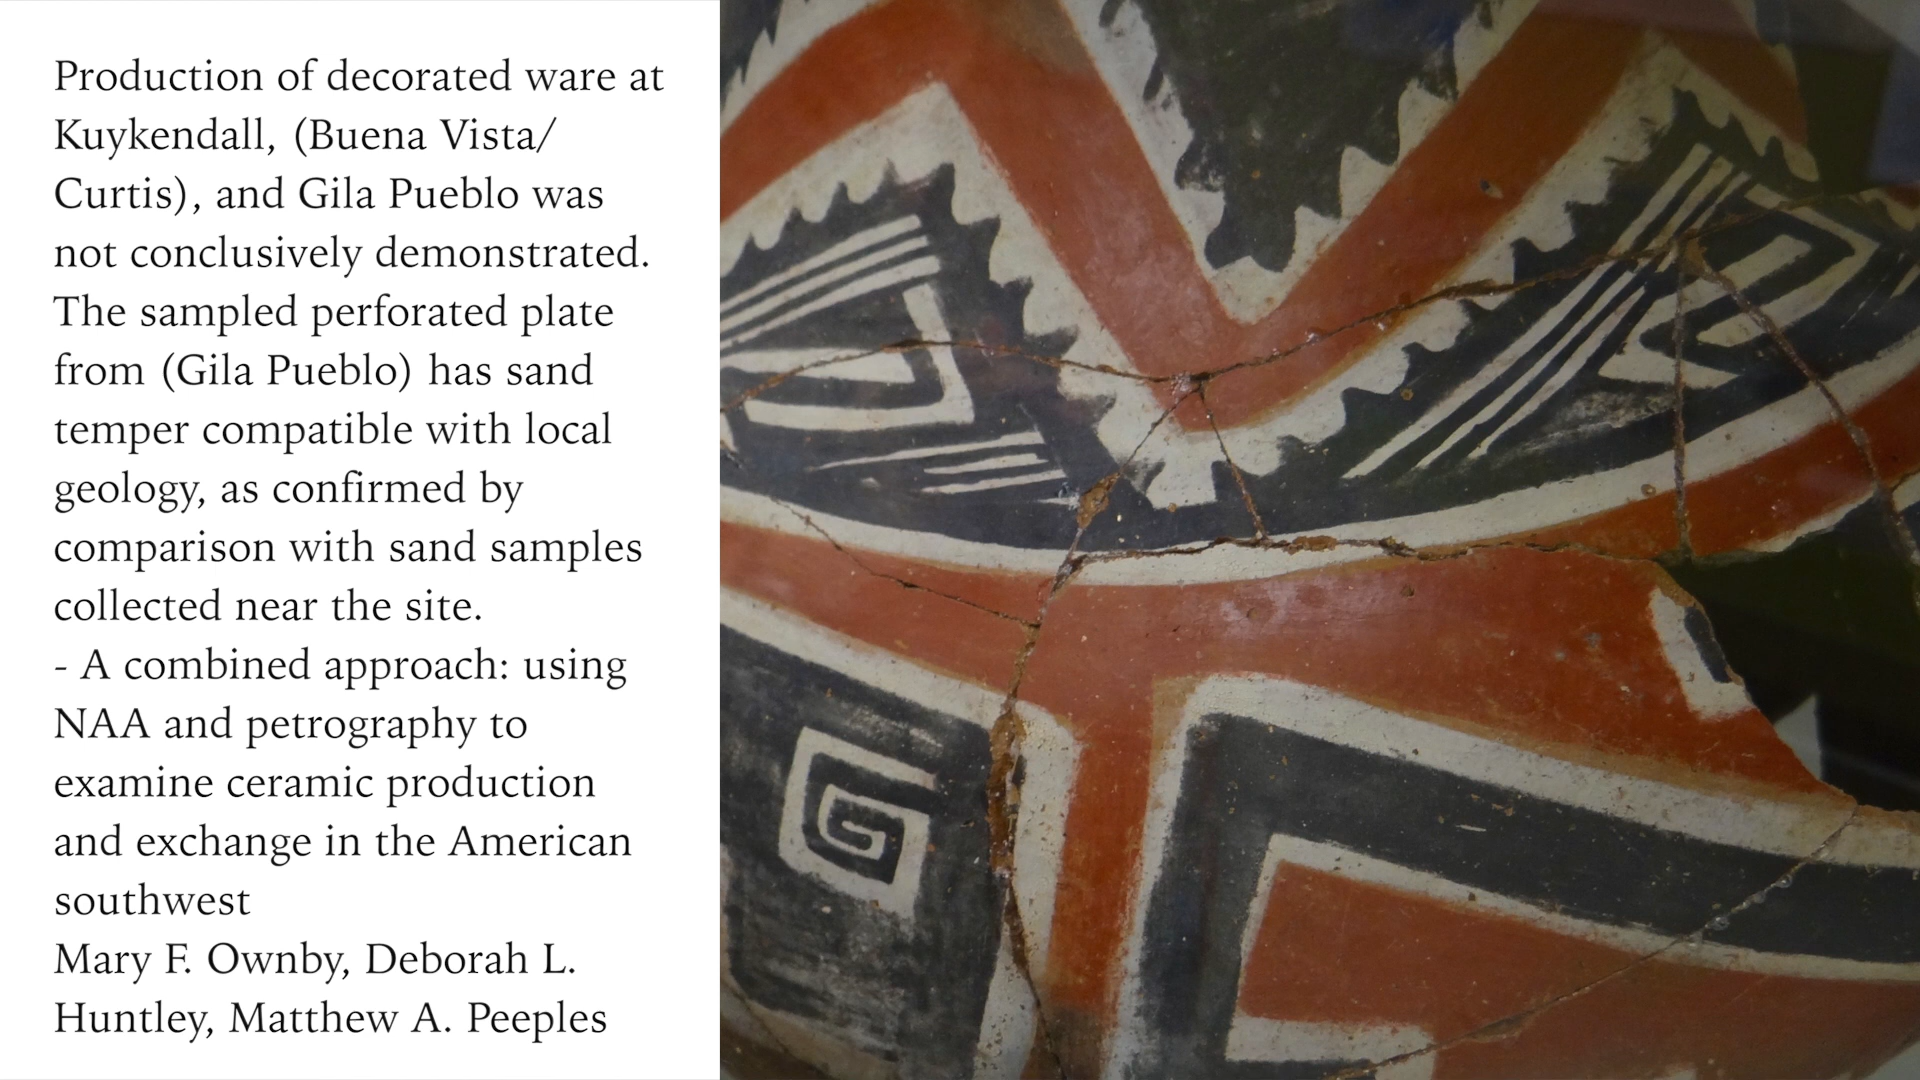 Production of decorated ware at
Kuykendall, (Buena Vista/
Curtis), and Gila Pueblo was
not conclusively demonstrated.
The sampled perforated plate
from (Gila Pueblo) has sand
temper compatible with local
geology, as confirmed by
comparison with sand samples
collected near the site.
- A combined approach: using
NAA and petrography to
examine ceramic production
and exchange in the American
southwest
Mary F. Ownby, Deborah L.
Huntley, Matthew A. Peeples